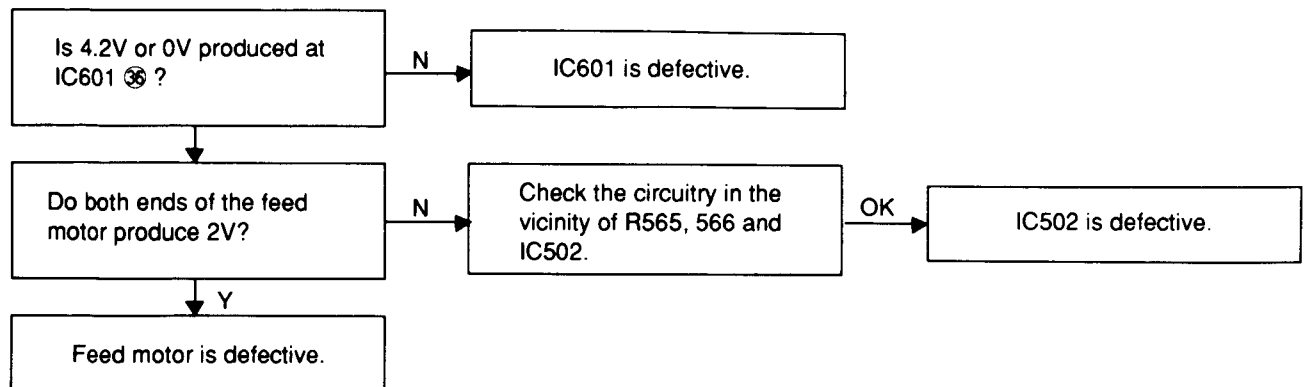 Is 4.2V or 0V produced at
IC601 ㊱ ?
N
IC601 is defective.
Do both ends of the feed
motor produce 2V?
N
Check the circuitry in the
vicinity of R565, 566 and
IC502.
OK
IC502 is defective.
Y
Feed motor is defective.